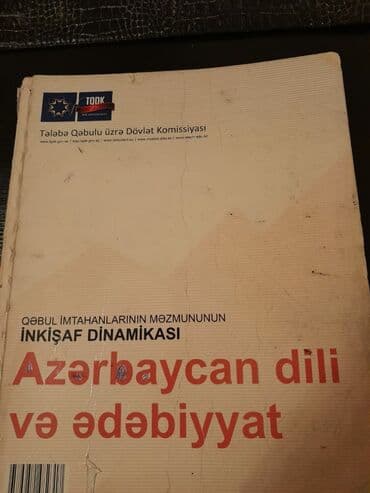 TQDK
Tələbə Qəbulu üzrə Dövlət Komissiyası
QƏBUL İMTAHANLARININ MƏZMUNUNUN
İNKİŞAF DİNAMİKASI
Azərbaycan dili
və ədəbiyyat